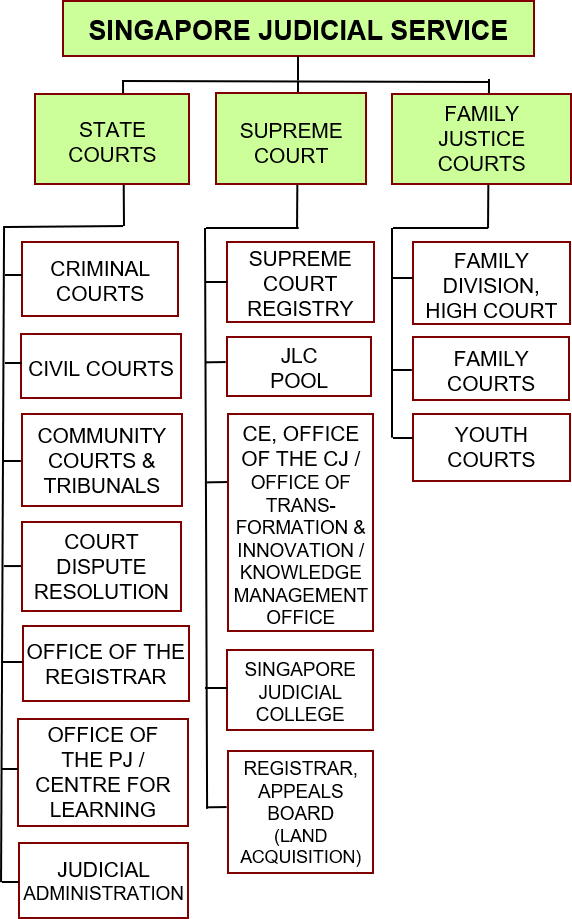 SINGAPORE JUDICIAL SERVICE
STATE
COURTS
SUPREME
COURT
FAMILY
JUSTICE
COURTS
CRIMINAL
COURTS
CIVIL COURTS
COMMUNITY
COURTS &
TRIBUNALS
COURT
DISPUTE
RESOLUTION
OFFICE OF THE
REGISTRAR
OFFICE OF
THE PJ /
CENTRE FOR
LEARNING
JUDICIAL
ADMINISTRATION
SUPREME
COURT
REGISTRY
JLC
POOL
CE, OFFICE
OF THE CJ /
OFFICE OF
TRANS-
FORMATION &
INNOVATION /
KNOWLEDGE
MANAGEMENT
OFFICE
SINGAPORE
JUDICIAL
COLLEGE
REGISTRAR,
APPEALS
BOARD
(LAND
ACQUISITION)
FAMILY
DIVISION,
HIGH COURT
FAMILY
COURTS
YOUTH
COURTS